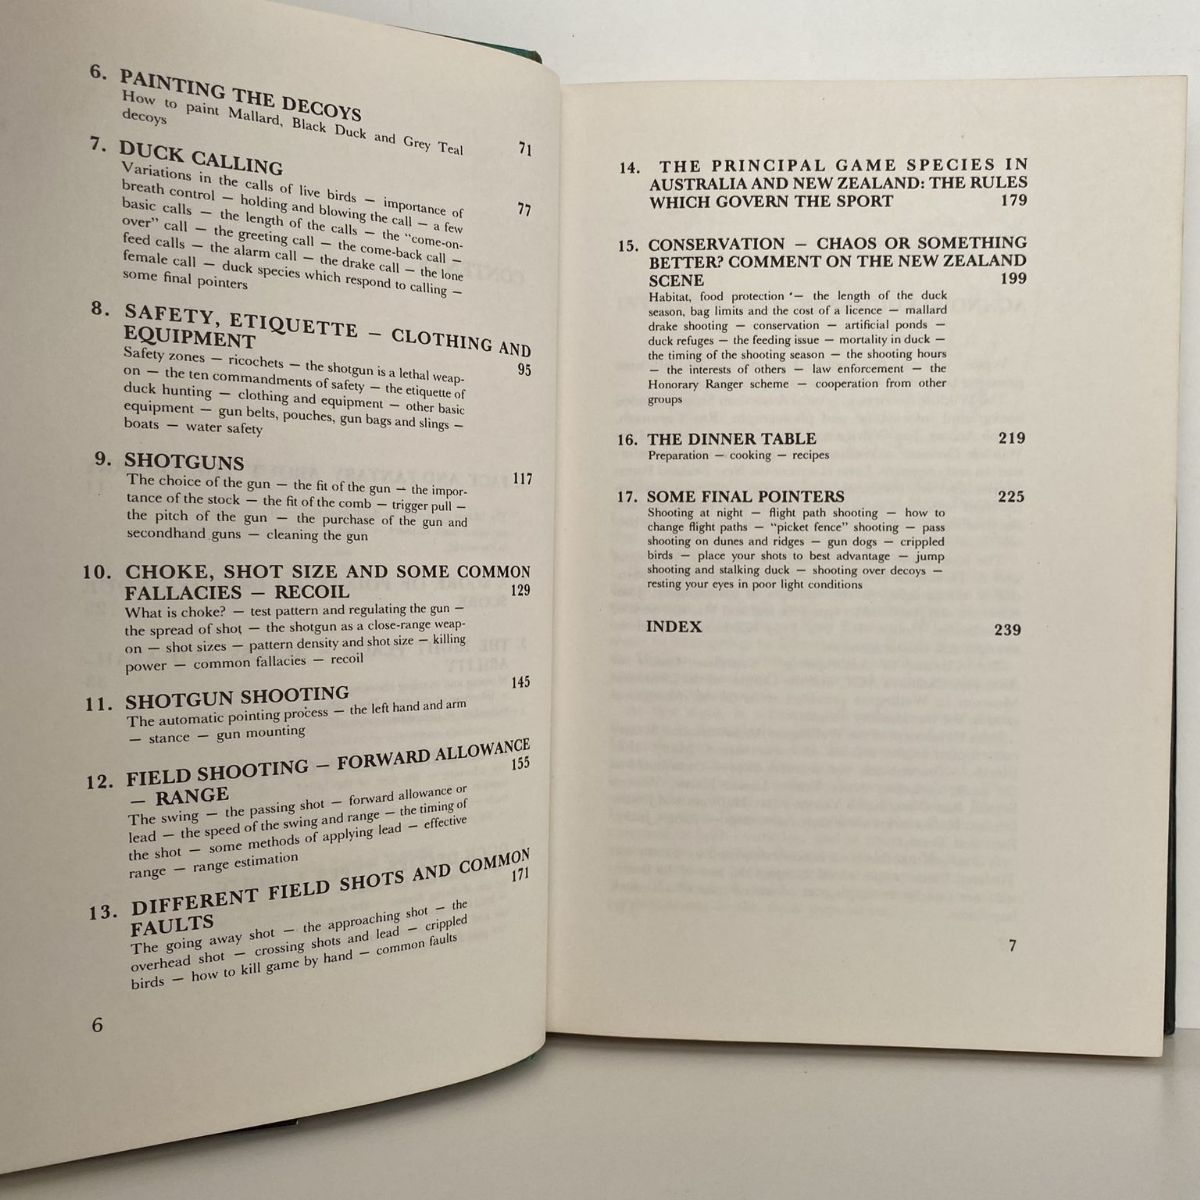 6. PAINTING THE DECOYS
How to paint Mallard, Black Duck and Grey Teal
decoys 71
7. DUCK CALLING
Variations in the calls of live birds — importance of
breath control — holding and blowing the call — a few 77
basic calls — the length of the calls — the "come-on-
over" call — the greeting call — the come-back call —
feed calls — the alarm call — the drake call — the lone
female call — duck species which respond to calling —
some final pointers
8. SAFETY, ETIQUETTE — CLOTHING AND
EQUIPMENT 95
Safety zones — ricochets — the shotgun is a lethal weap-
on — the ten commandments of safety — the etiquette of
duck hunting — clothing and equipment — other basic
equipment — gun belts, pouches, gun bags and slings —
boats — water safety
9. SHOTGUNS 117
The choice of the gun — the fit of the gun — the impor-
tance of the stock — the fit of the comb — trigger pull —
the pitch of the gun — the purchase of the gun and
secondhand guns — cleaning the gun
10. CHOKE, SHOT SIZE AND SOME COMMON
FALLACIES — RECOIL 129
What is choke? — test pattern and regulating the gun —
the spread of shot — the shotgun as a close-range weap-
on — shot sizes — pattern density and shot size — killing
power — common fallacies — recoil
11. SHOTGUN SHOOTING 145
The automatic pointing process — the left hand and arm
— stance — gun mounting
12. FIELD SHOOTING — FORWARD ALLOWANCE
— RANGE 155
The swing — the passing shot — forward allowance or
lead — the speed of the swing and range — the timing of
the shot — some methods of applying lead — effective
range — range estimation
13. DIFFERENT FIELD SHOTS AND COMMON
FAULTS 171
The going away shot — the approaching shot — the
overhead shot — crossing shots and lead — crippled
birds — how to kill game by hand — common faults
6
14. THE PRINCIPAL GAME SPECIES IN
AUSTRALIA AND NEW ZEALAND: THE RULES
WHICH GOVERN THE SPORT 179
15. CONSERVATION — CHAOS OR SOMETHING
BETTER? COMMENT ON THE NEW ZEALAND
SCENE 199
Habitat, food protection — the length of the duck
season, bag limits and the cost of a licence — mallard
drake shooting — conservation — artificial ponds —
duck refuges — the feeding issue — mortality in duck —
the timing of the shooting season — the shooting hours
— the interests of others — law enforcement — the
Honorary Ranger scheme — cooperation from other
groups
16. THE DINNER TABLE 219
Preparation — cooking — recipes
17. SOME FINAL POINTERS 225
Shooting at night — flight path shooting — how to
change flight paths — "picket fence" shooting — pass
shooting on dunes and ridges — gun dogs — crippled
birds — place your shots to best advantage — jump
shooting and stalking duck — shooting over decoys —
resting your eyes in poor light conditions
INDEX 239
7